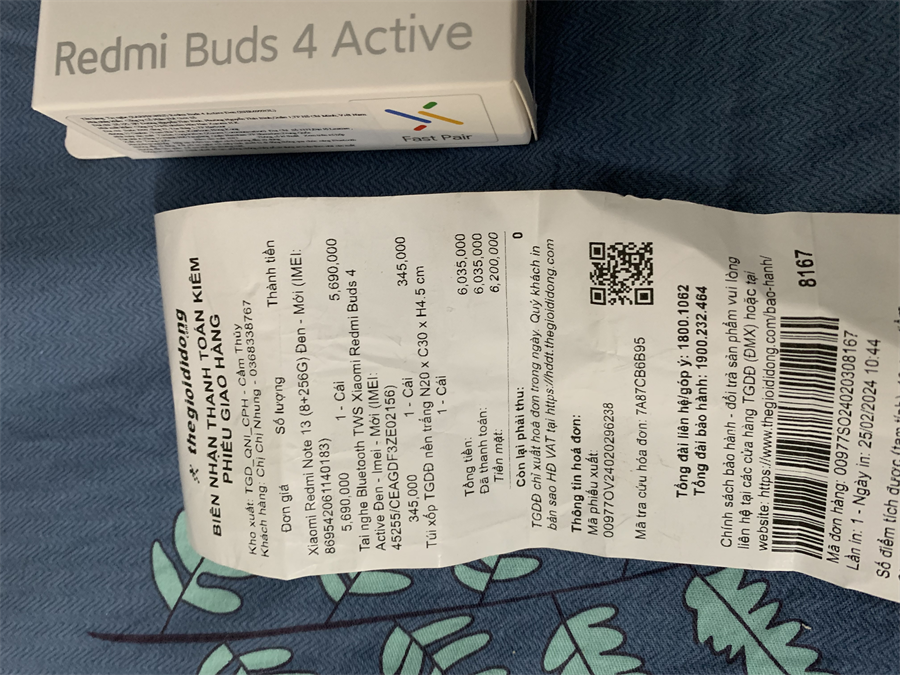 Redmi Buds 4 Active
Fast Pair
thegioididong
BIÊN NHẬN THANH TOÁN KIÊM
PHIẾU GIAO HÀNG
Kho xuất: TGD_QNI_CPH - Cẩm Thủy
Khách hàng: Chị Chị Nhung - 0368338767
Đơn giá Số lượng Thành tiền
Xiaomi Redmi Note 13 (8+256G) Đen - Mới (IMEI:
869542061140183)
5,690,000 1 - Cái 5,690,000
Tai nghe Bluetooth TWS Xiaomi Redmi Buds 4
Active Đen - Imei - Mới (IMEI:
45255/CEAGDF3ZE02156)
345,000 1 - Cái 345,000
Túi xốp TGDĐ nền trắng N20 x C30 x H4.5 cm
1 - Cái
Tổng tiền: 6,035,000
Đã thanh toán: 6,035,000
Tiền mặt: 6,200,000
Còn lại phải thu: 0
TGDĐ chỉ xuất hoá đơn trong ngày. Quý khách in
bản sao HĐ VAT tại https://hddt.thegioididong.com
Thông tin hoá đơn:
Mã phiếu xuất:
00977OV24020296238
Mã tra cứu hóa đơn: 7A87CB6B95
Tổng đài liên hệ/góp ý: 1800.1062
Tổng đài bảo hành: 1900.232.464
Chính sách bảo hành - đổi trả sản phẩm vui lòng
liên hệ tại các cửa hàng TGDĐ (ĐMX) hoặc tại
website: https://www.thegioididong.com/bao-hanh/
8167
Mã đơn hàng: 00977SO24020308167
Lần in: 1 - Ngày in: 25/02/2024 10:44
Số điểm tích được (tạm tính)